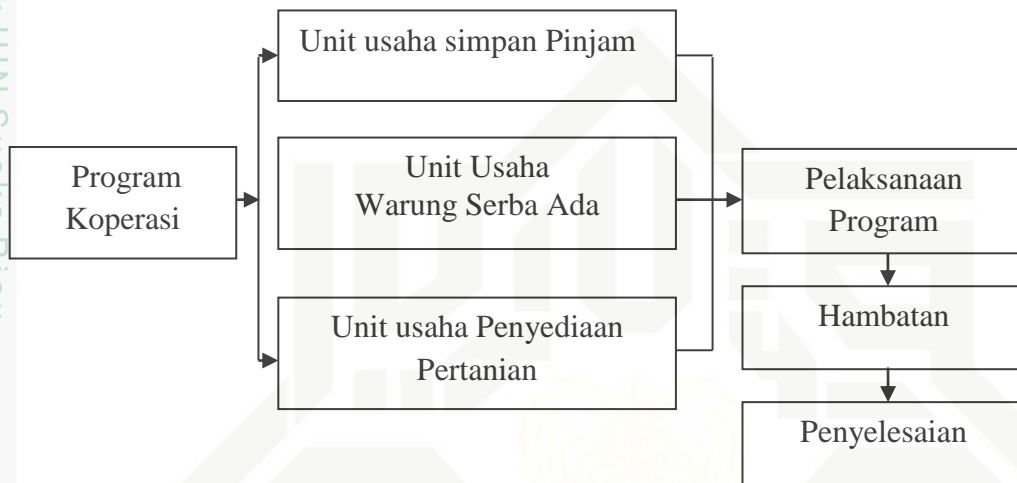 Unit usaha simpan Pinjam
Program
Koperasi
Unit Usaha
Warung Serba Ada
Pelaksanaan
Program
Unit usaha Penyediaan
Pertanian
Hambatan
Penyelesaian